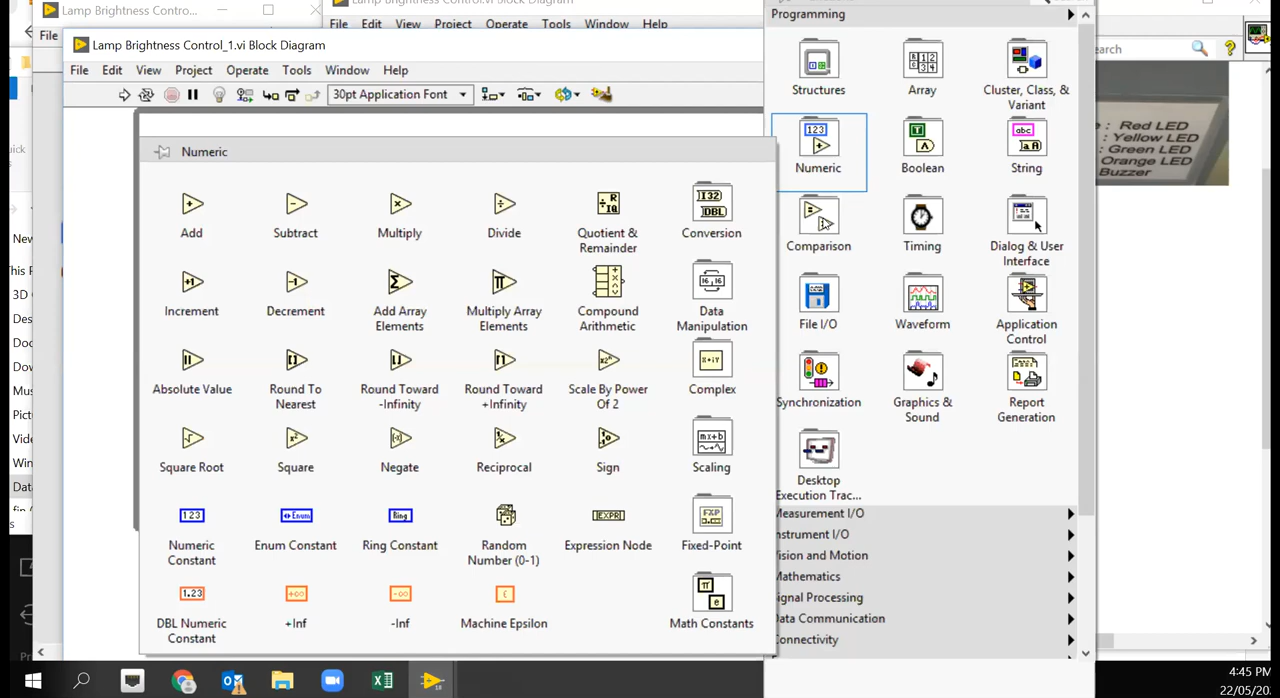 Lamp Brightness Contro...
File Edit View Project Operate Tools Window Help
File
Lamp Brightness Control_1.vi Block Diagram
File Edit View Project Operate Tools Window Help
30pt Application Font
Numeric
Add
Subtract
Multiply
Divide
Quotient &
Remainder
Conversion
Increment
Decrement
Add Array
Elements
Multiply Array
Elements
Compound
Arithmetic
Data
Manipulation
Absolute Value
Round To
Nearest
Round Toward
-Infinity
Round Toward
+Infinity
Scale By Power
Of 2
Complex
Square Root
Square
Negate
Reciprocal
Sign
Scaling
Numeric
Constant
Enum Constant
Ring Constant
Random
Number (0-1)
Expression Node
Fixed-Point
DBL Numeric
Constant
+Inf
-Inf
Machine Epsilon
Math Constants
Programming
Structures
Array
Cluster, Class, &
Variant
Numeric
Boolean
String
Comparison
Timing
Dialog & User
Interface
File I/O
Waveform
Application
Control
Synchronization
Graphics &
Sound
Report
Generation
Desktop
Execution Trac...
Measurement I/O
Instrument I/O
Vision and Motion
Mathematics
Signal Processing
Data Communication
Connectivity
earch
: Red LED
: Yellow LED
: Green LED
Orange LED
Buzzer
4:45 PM
22/05/20